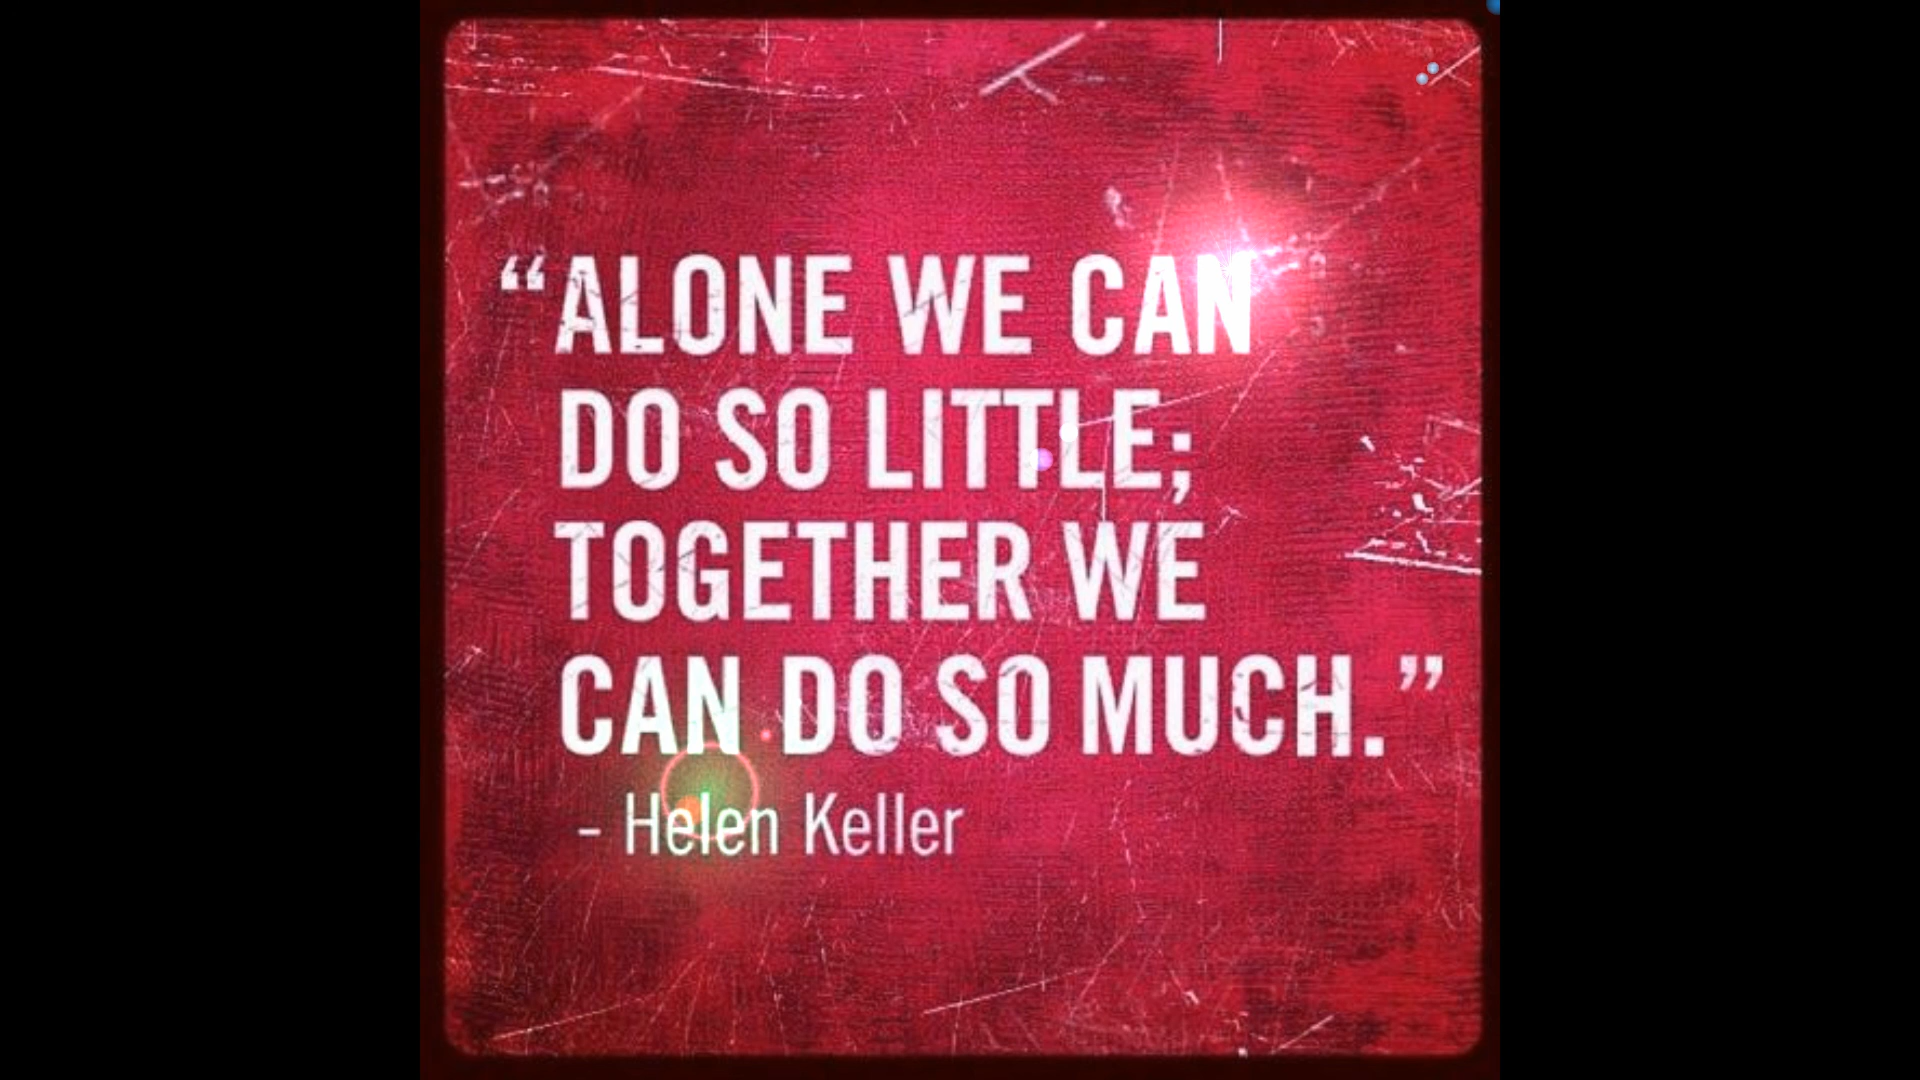 “ALONE WE CAN
DO SO LITTLE;
TOGETHER WE
CAN DO SO MUCH.”
- Helen Keller